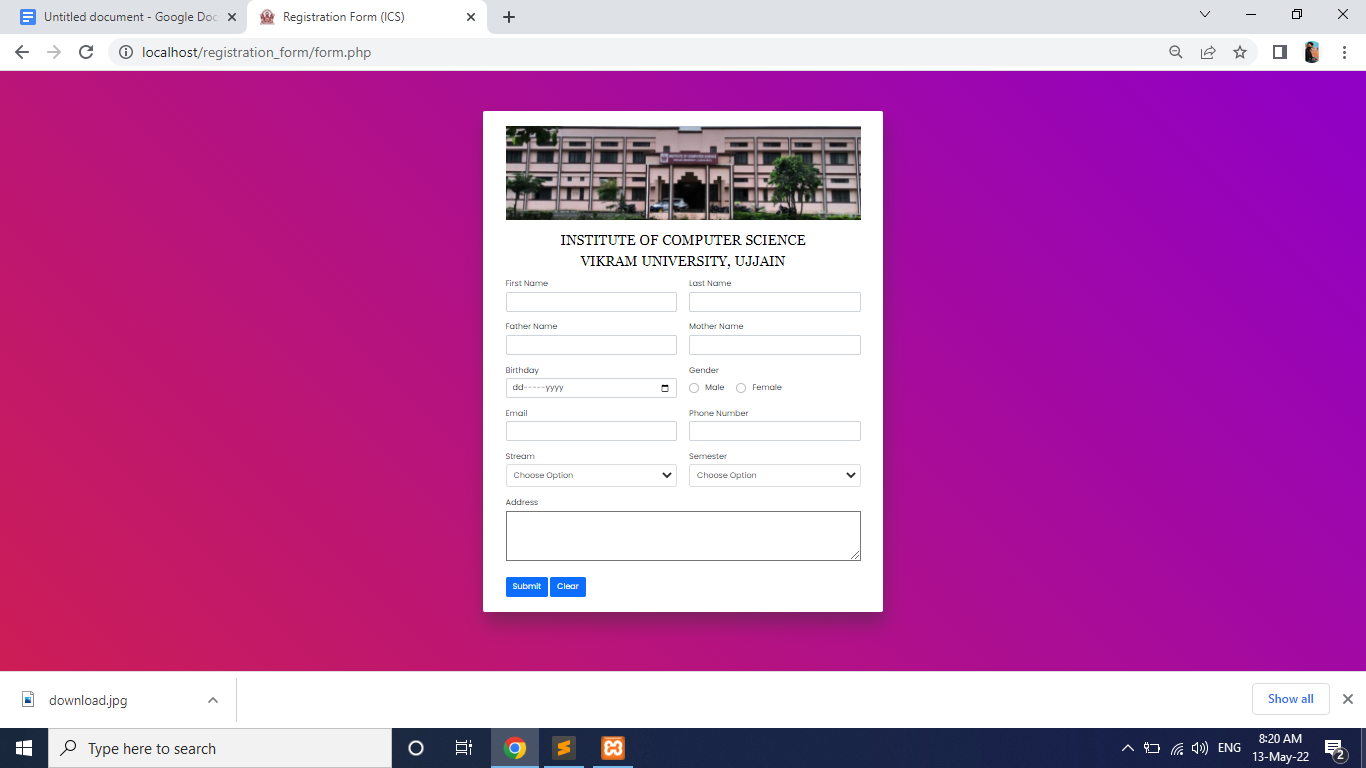 Untitled document - Google Doc
Registration Form (ICS)
localhost/registration_form/form.php
INSTITUTE OF COMPUTER SCIENCE
VIKRAM UNIVERSITY, UJJAIN
First Name Last Name
Father Name Mother Name
Birthday Gender
dd-----yyyy Male Female
Email Phone Number
Stream Semester
Choose Option Choose Option
Address
Submit Clear
download.jpg Show all
Type here to search
ENG
8:20 AM
13-May-22
2